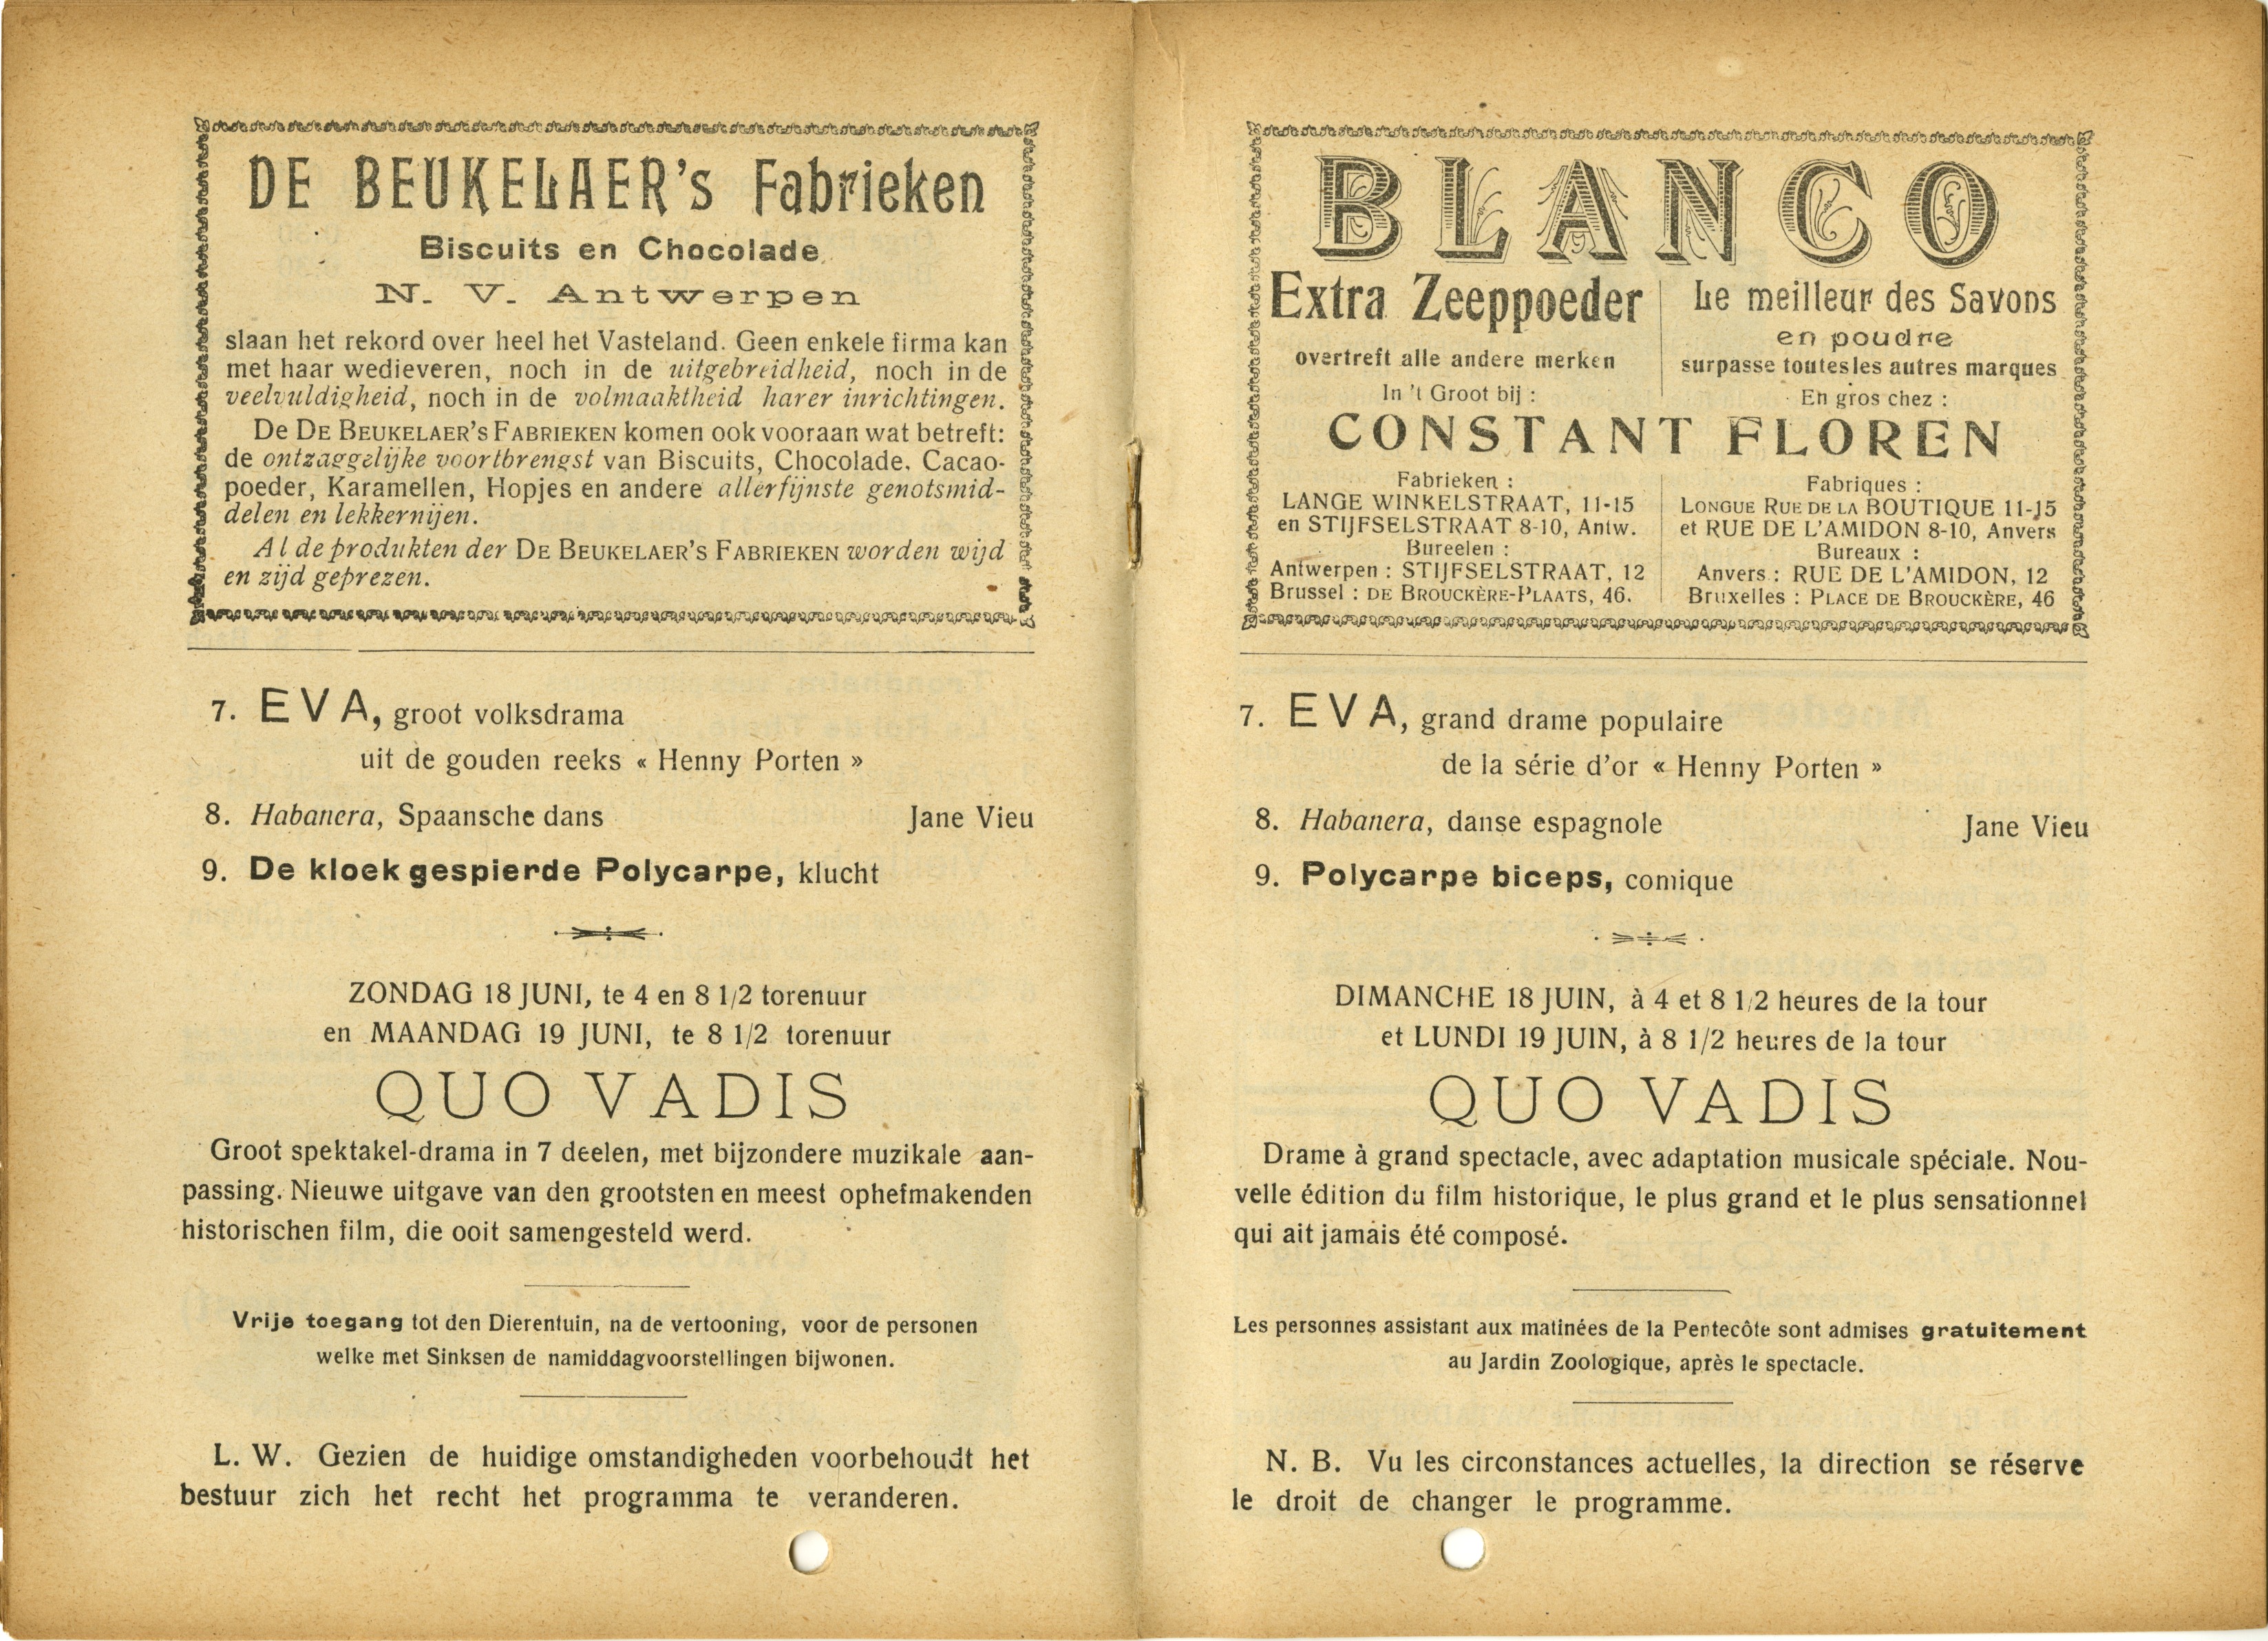 DE BEUKELAER's Fabrieken
Biscuits en Chocolade
N. V. Antwerpen
slaan het rekord over heel het Vasteland. Geen enkele firma kan
met haar wedieveren, noch in de uitgebreidheid, noch in de
veelvuldigheid, noch in de volmaaktheid harer inrichtingen.
De DE BEUKELAER's FABRIEKEN komen ook vooraan wat betreft:
de ontzaggelijke voortbrengst van Biscuits, Chocolade, Cacao-
poeder, Karamellen, Hopjes en andere allerfijnste genotsmid-
delen en lekkernijen.
Al de produkten der DE BEUKELAER's FABRIEKEN worden wijd
en zijd geprezen.
7. EVA, groot volksdrama
uit de gouden reeks « Henny Porten »
8. Habanera, Spaansche dans Jane Vieu
9. De kloek gespierde Polycarpe, klucht
ZONDAG 18 JUNI, te 4 en 8 1/2 torenuur
en MAANDAG 19 JUNI, te 8 1/2 torenuur
QUO VADIS
Groot spektakel-drama in 7 deelen, met bijzondere muzikale aan-
passing. Nieuwe uitgave van den grootsten en meest ophefmakenden
historischen film, die ooit samengesteld werd.
Vrije toegang tot den Dierentuin, na de vertooning, voor de personen
welke met Sinksen de namiddagvoorstellingen bijwonen.
L. W. Gezien de huidige omstandigheden voorbehoudt het
bestuur zich het recht het programma te veranderen.
BLANCO
Extra Zeeppoeder
overtreft alle andere merken
In 't Groot bij :
Le meilleur des Savons
en poudre
surpasse toutes les autres marques
En gros chez :
CONSTANT FLOREN
Fabrieken :
LANGE WINKELSTRAAT, 11-15
en STIJFSELSTRAAT 8-10, Antw.
Bureelen :
Antwerpen : STIJFSELSTRAAT, 12
Brussel : DE BROUCKÈRE-PLAATS, 46.
Fabriques :
LONGUE RUE DE LA BOUTIQUE 11-15
et RUE DE L'AMIDON 8-10, Anvers
Bureaux :
Anvers : RUE DE L'AMIDON, 12
Bruxelles : PLACE DE BROUCKÈRE, 46
7. EVA, grand drame populaire
de la série d'or « Henny Porten »
8. Habanera, danse espagnole Jane Vieu
9. Polycarpe biceps, comique
DIMANCHE 18 JUIN, à 4 et 8 1/2 heures de la tour
et LUNDI 19 JUIN, à 8 1/2 heures de la tour
QUO VADIS
Drame à grand spectacle, avec adaptation musicale spéciale. Nou-
velle édition du film historique, le plus grand et le plus sensationnel
qui ait jamais été composé.
Les personnes assistant aux matinées de la Pentecôte sont admises gratuitement
au Jardin Zoologique, après le spectacle.
N. B. Vu les circonstances actuelles, la direction se réserve
le droit de changer le programme.